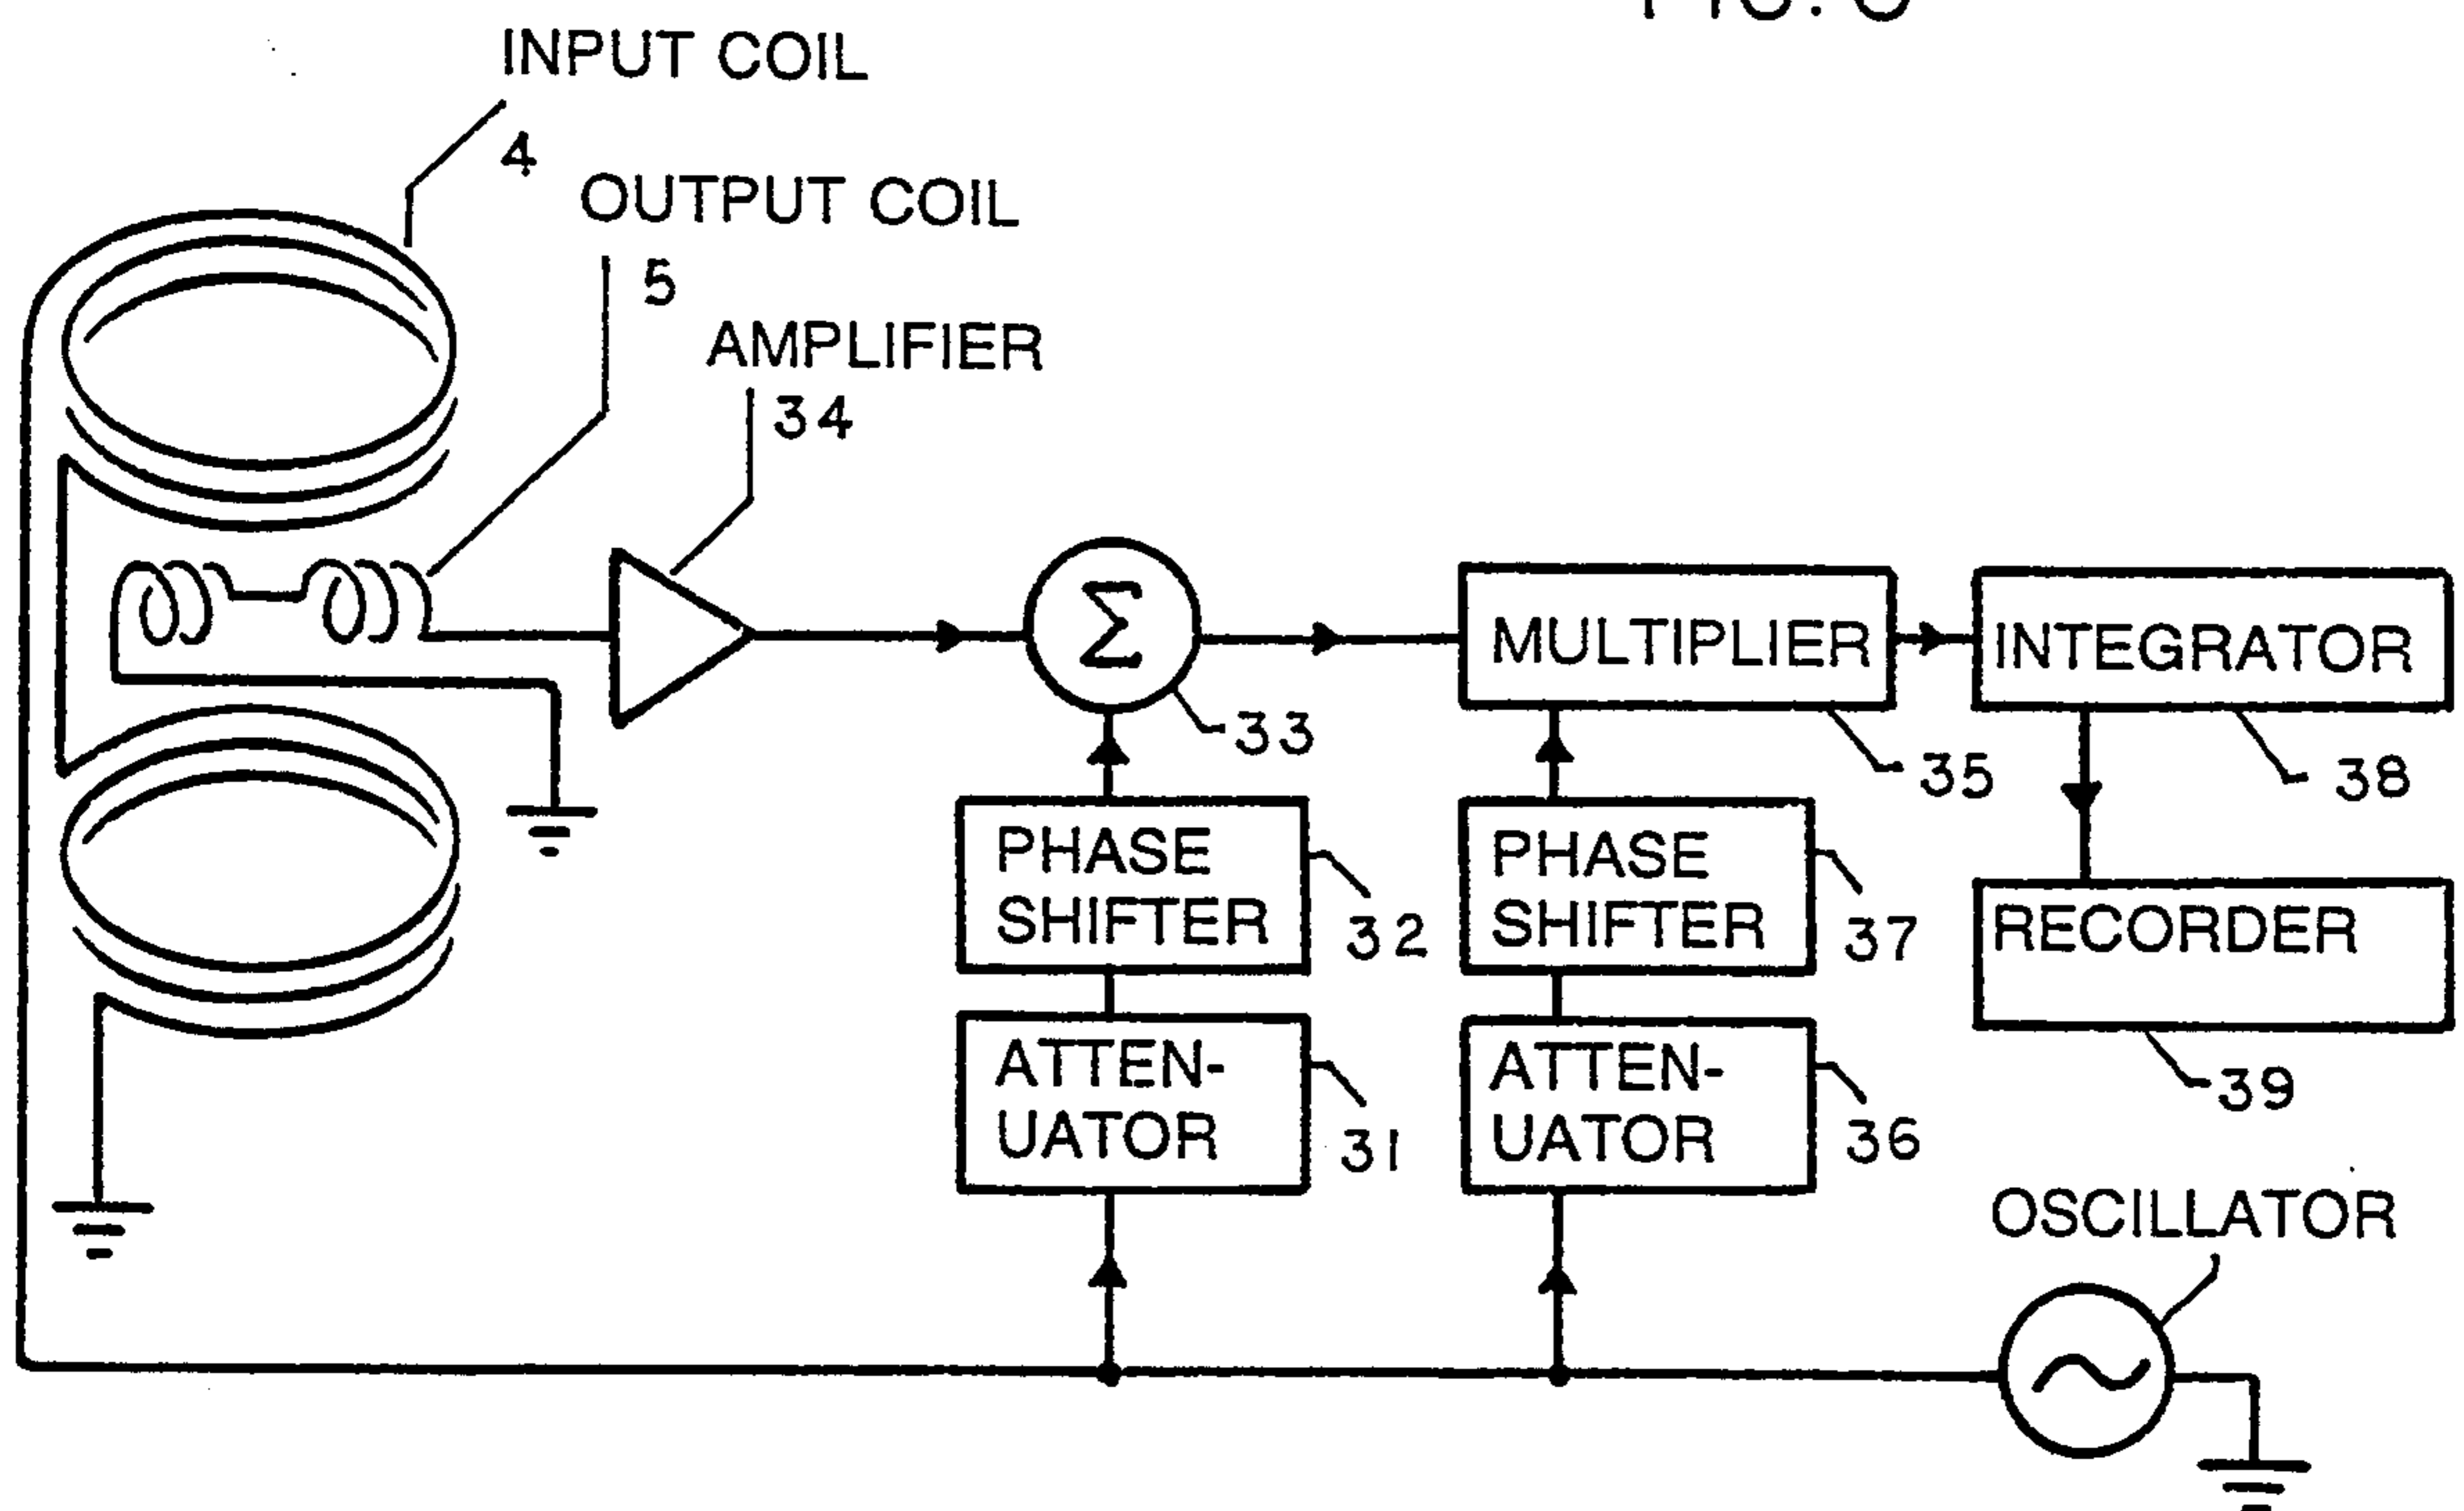 INPUT COIL
4
OUTPUT COIL
5
AMPLIFIER
34
Σ
33
MULTIPLIER
35
INTEGRATOR
38
PHASE
SHIFTER
32
PHASE
SHIFTER
37
RECORDER
39
ATTEN-
UATOR
31
ATTEN-
UATOR
36
OSCILLATOR